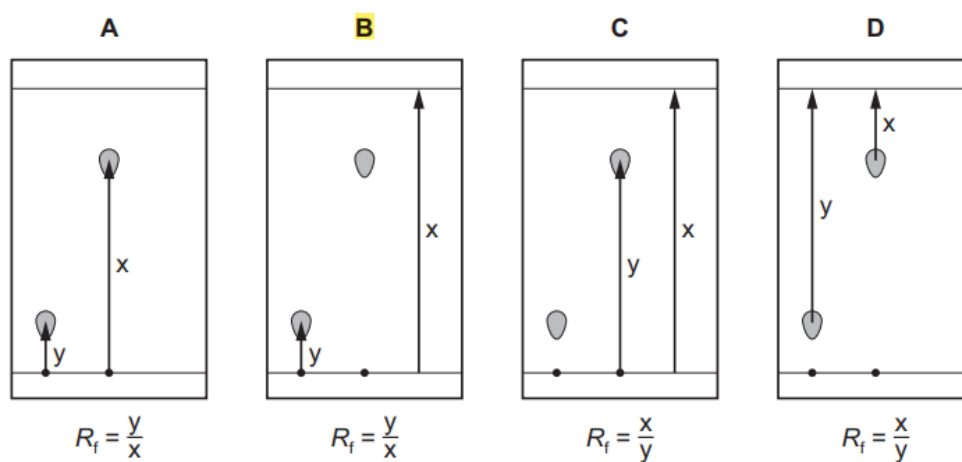 A B C D
x
y
x
y
x
y
x
y
Rf = y/x Rf = y/x Rf = x/y Rf = x/y